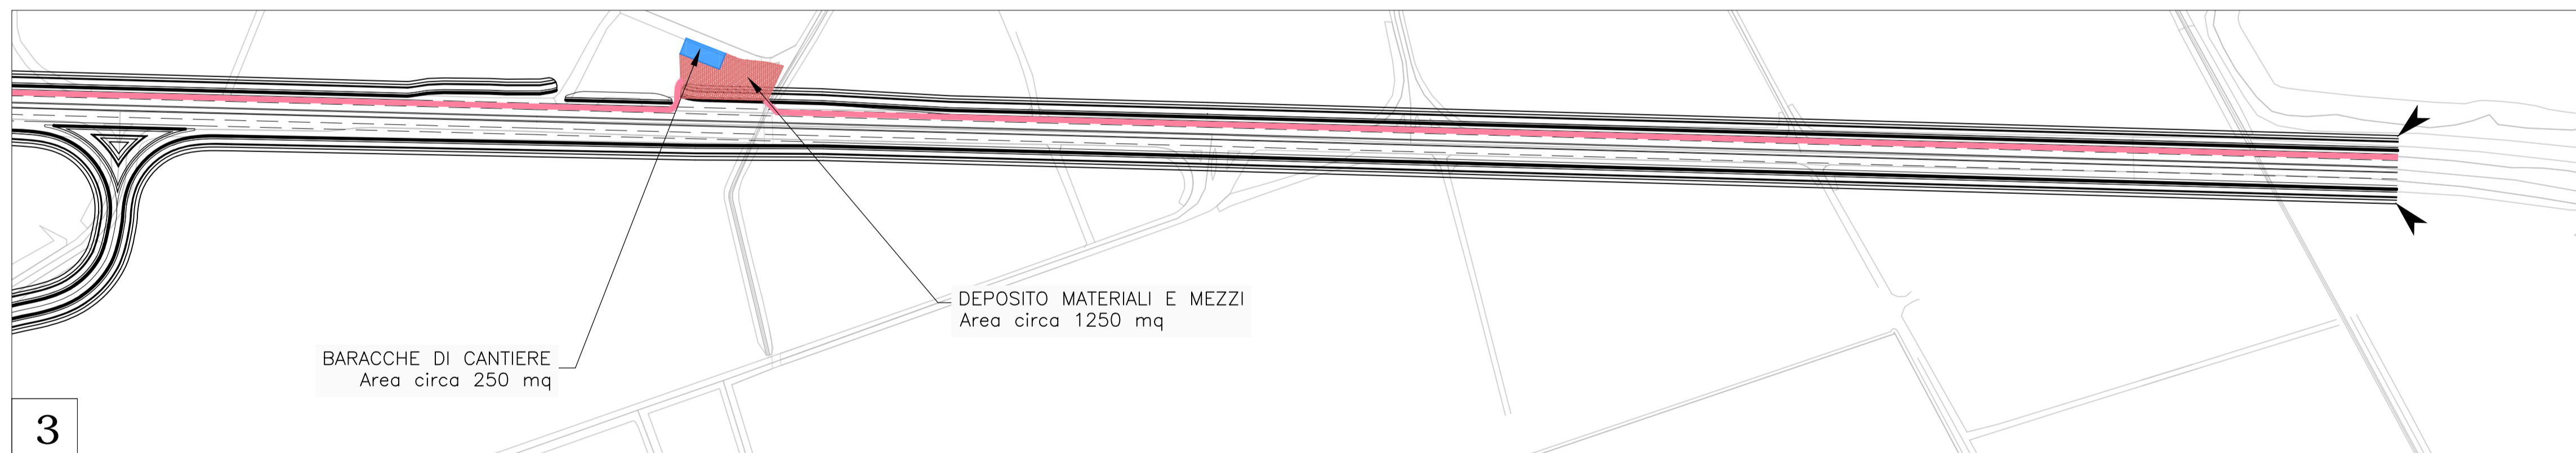 DEPOSITO MATERIALI E MEZZI
Area circa 1250 mq
BARACCHE DI CANTIERE
Area circa 250 mq
3